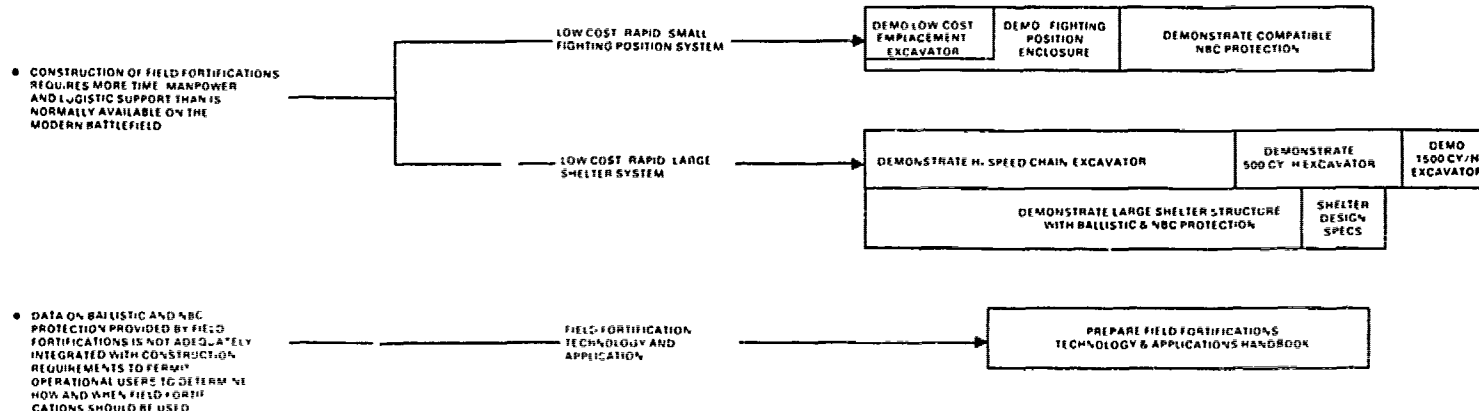 • CONSTRUCTION OF FIELD FORTIFICATIONS
REQUIRES MORE TIME MANPOWER
AND LOGISTIC SUPPORT THAN IS
NORMALLY AVAILABLE ON THE
MODERN BATTLEFIELD
LOW COST RAPID SMALL
FIGHTING POSITION SYSTEM
DEMO LOW COST
EMPLACEMENT
EXCAVATOR
DEMO FIGHTING
POSITION
ENCLOSURE
DEMONSTRATE COMPATIBLE
NBC PROTECTION
LOW COST RAPID LARGE
SHELTER SYSTEM
DEMONSTRATE HI SPEED CHAIN EXCAVATOR
DEMONSTRATE
500 CY/H EXCAVATOR
DEMO
1500 CY/H
EXCAVATOR
DEMONSTRATE LARGE SHELTER STRUCTURE
WITH BALLISTIC & NBC PROTECTION
SHELTER
DESIGN
SPECS
• DATA ON BALLISTIC AND NBC
PROTECTION PROVIDED BY FIELD
FORTIFICATIONS IS NOT ADEQUATELY
INTEGRATED WITH CONSTRUCTION
REQUIREMENTS TO PERMIT
OPERATIONAL USERS TO DETERMINE
HOW AND WHEN FIELD FORTIF
CATIONS SHOULD BE USED
FIELD FORTIFICATION
TECHNOLOGY AND
APPLICATION
PREPARE FIELD FORTIFICATIONS
TECHNOLOGY & APPLICATIONS HANDBOOK